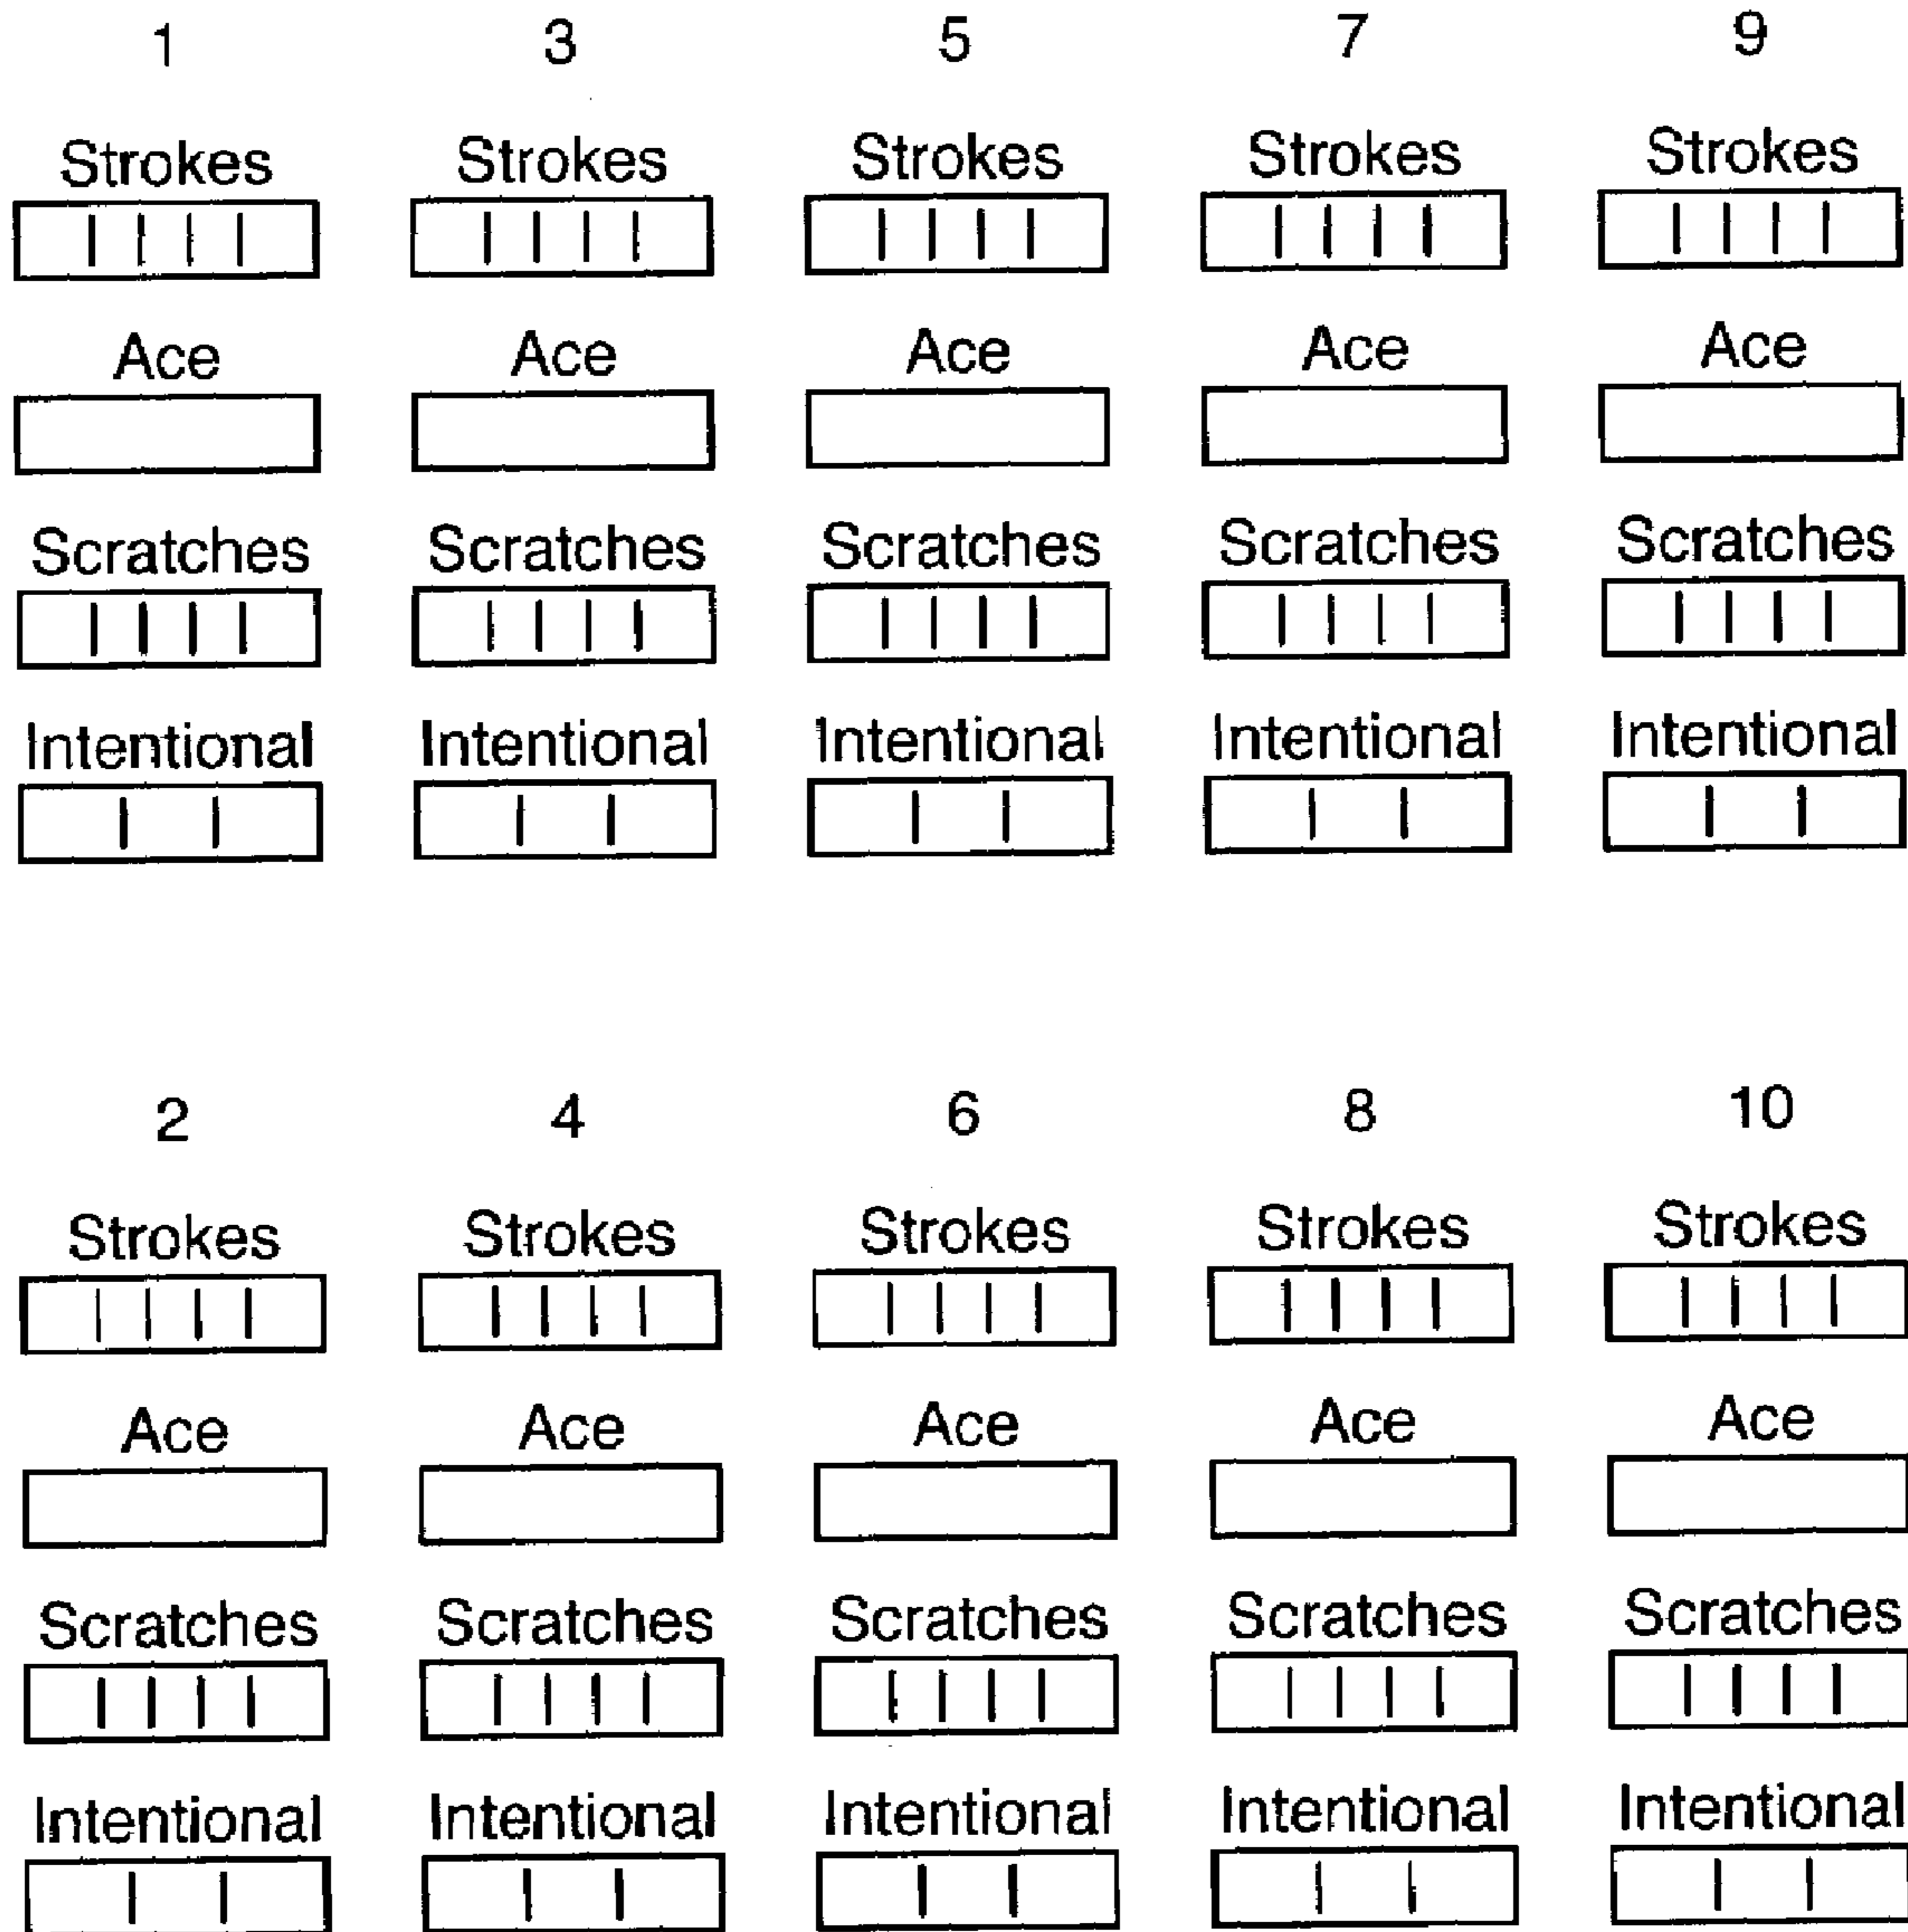 1 3 5 7 9
Strokes Strokes Strokes Strokes Strokes
Ace Ace Ace Ace Ace
Scratches Scratches Scratches Scratches Scratches
Intentional Intentional Intentional Intentional Intentional
2 4 6 8 10
Strokes Strokes Strokes Strokes Strokes
Ace Ace Ace Ace Ace
Scratches Scratches Scratches Scratches Scratches
Intentional Intentional Intentional Intentional Intentional